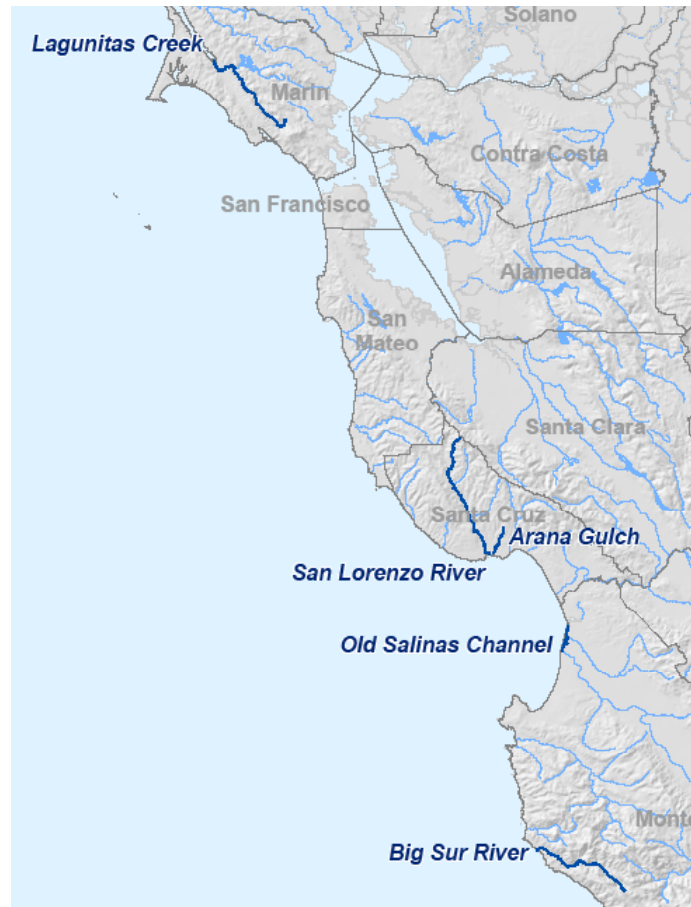 Solano
Lagunitas Creek
Marin
Contra Costa
San Francisco
Alameda
San
Mateo
Santa Clara
Santa Cruz
Arana Gulch
San Lorenzo River
Old Salinas Channel
Monte
Big Sur River